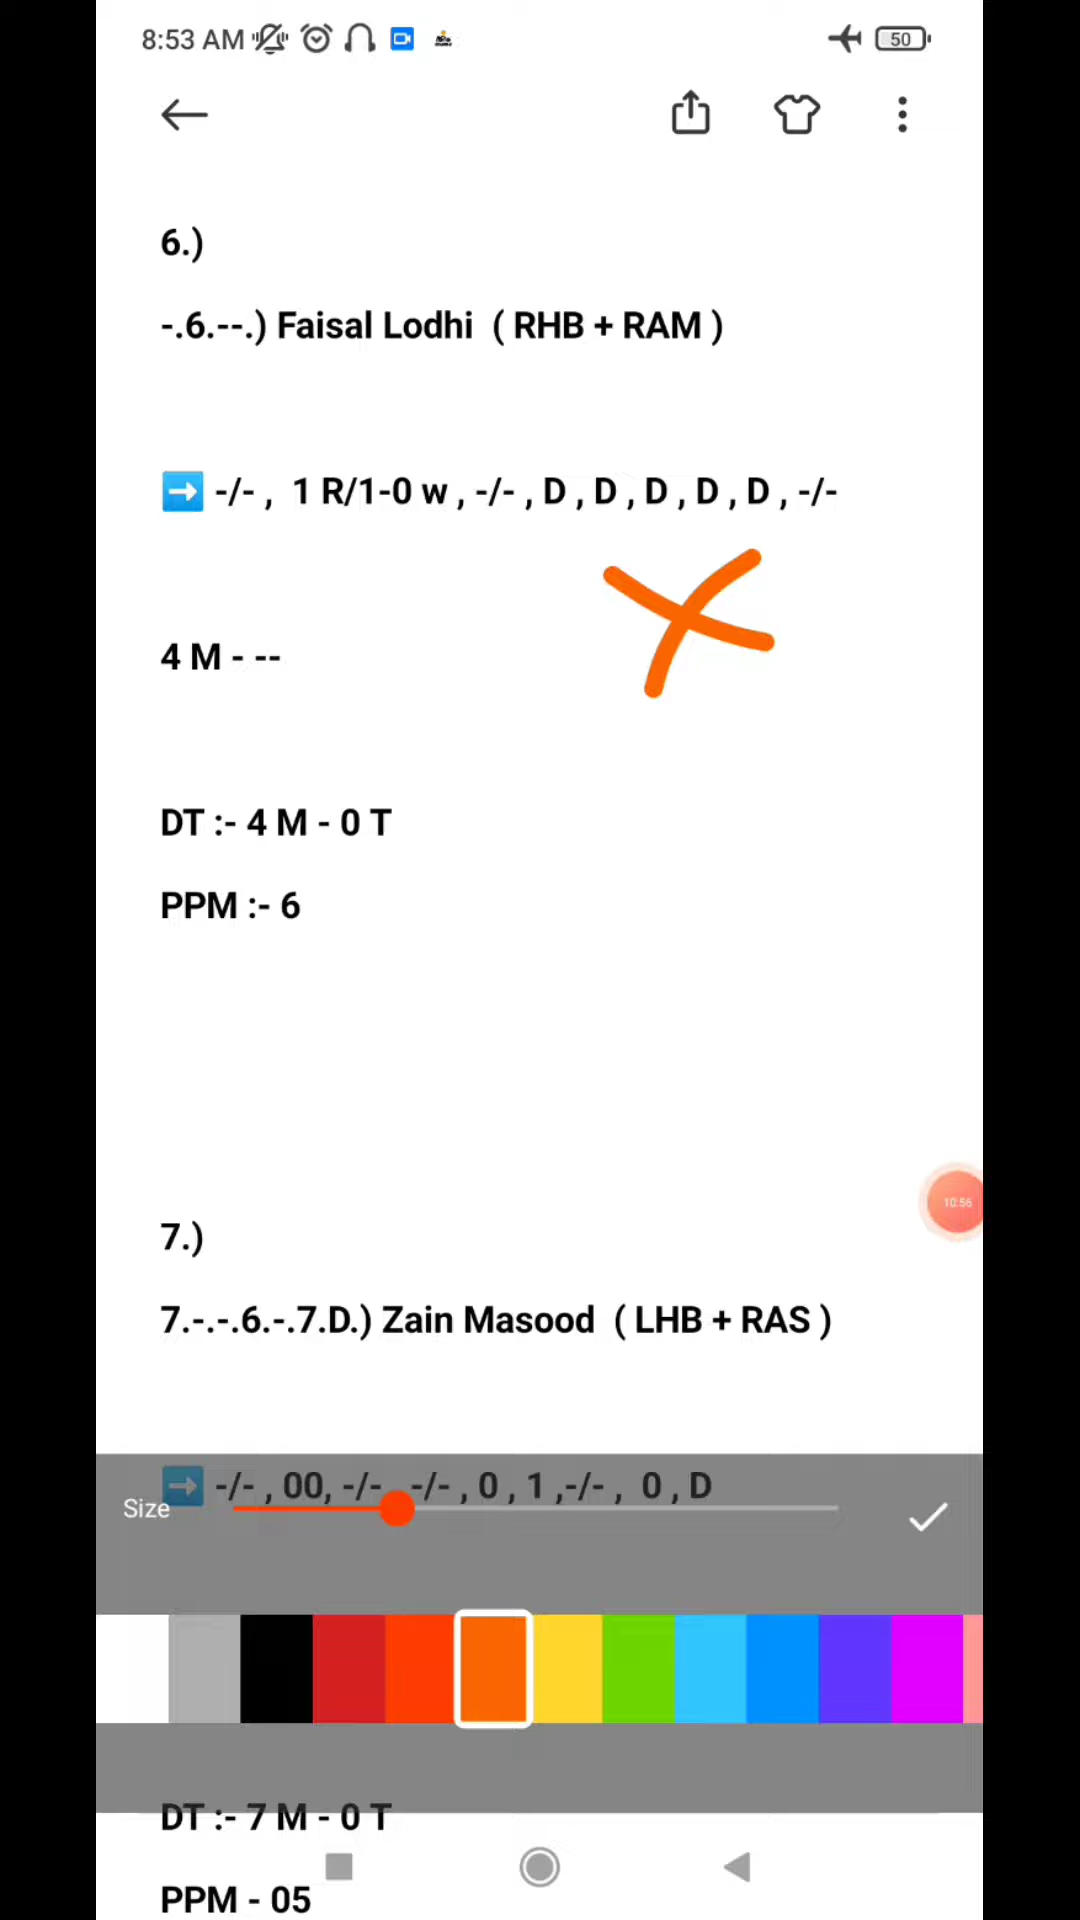 8:53 AM 50
6.)
-.6.--.) Faisal Lodhi ( RHB + RAM )
➡️ -/- , 1 R/1-0 w , -/- , D , D , D , D , D , -/-
4 M - --
DT :- 4 M - 0 T
PPM :- 6
10:56
7.)
7.-.-.6.-.7.D.) Zain Masood ( LHB + RAS )
➡️ -/- , 00, -/- , -/- , 0 , 1 ,-/- , 0 , D
Size
DT :- 7 M - 0 T
PPM - 05